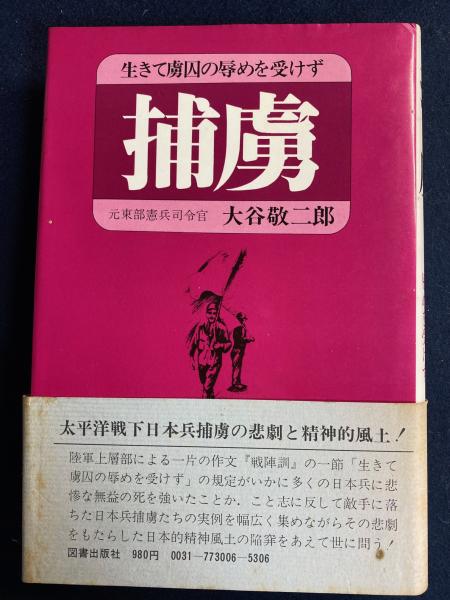 生きて虜囚の辱めを受けず
捕虜
元東部憲兵司令官 大谷敬二郎
太平洋戦下日本兵捕虜の悲劇と精神的風土!
陸軍上層部による一片の作文『戦陣訓』の一節「生きて
虜囚の辱めを受けず」の規定がいかに多くの日本兵に悲
惨な無益の死を強いたことか。こと志に反して敵手に落
ちた日本兵捕虜たちの実例を幅広く集めながらその悲劇
をもたらした日本的精神風土の陥穽をあえて世に問う!
図書出版社 980円 0031-773006-5306